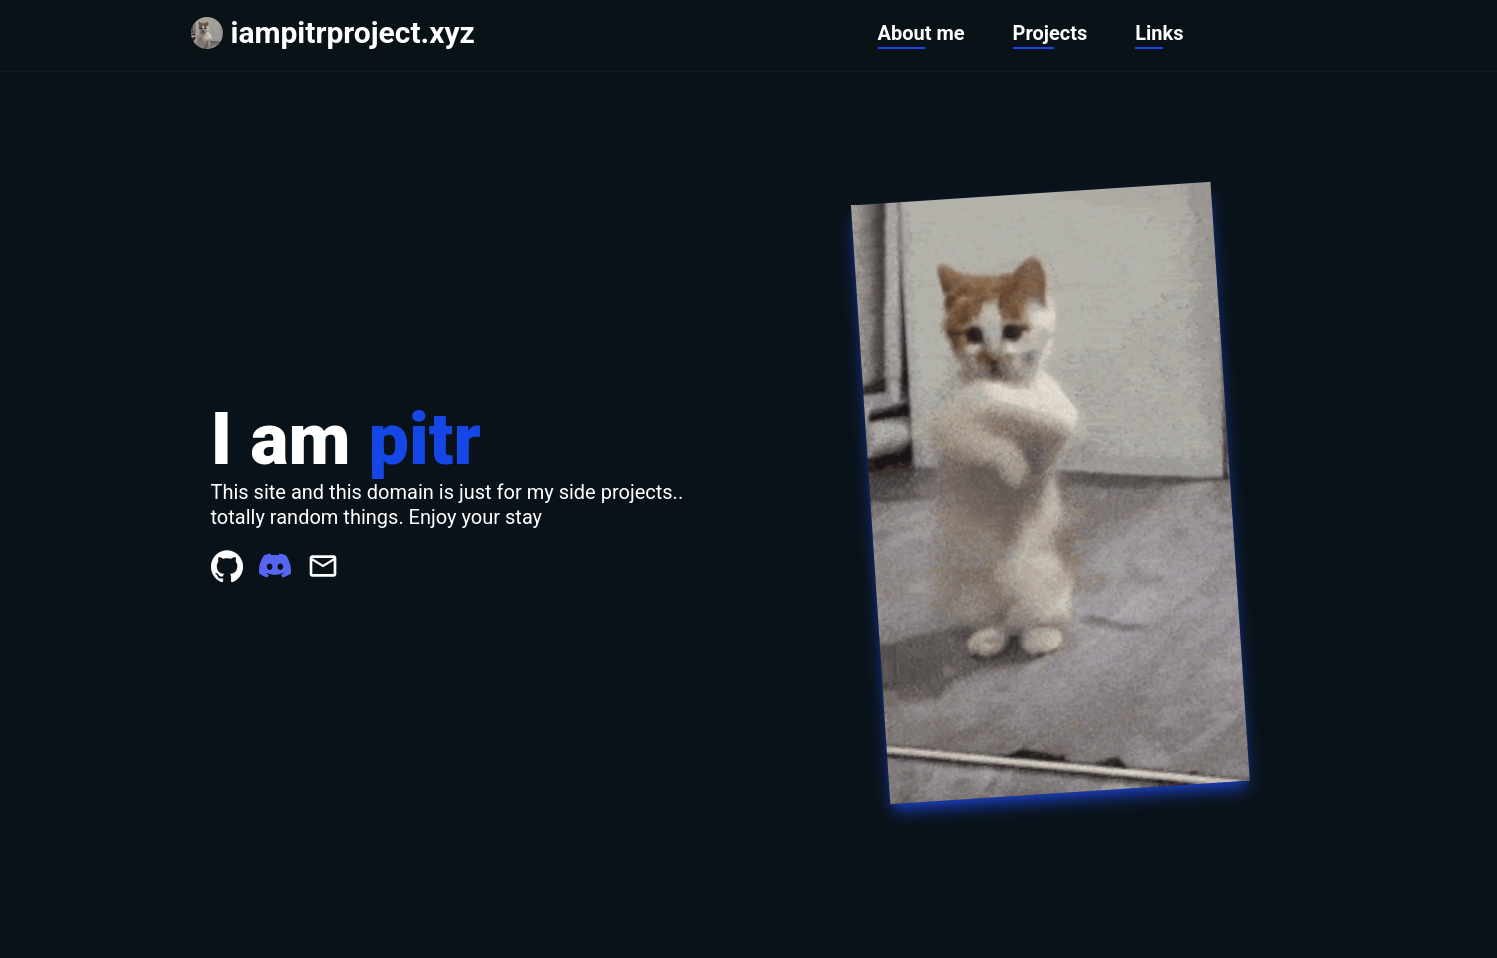 iampitrproject.xyz
About me
Projects
Links
I am pitr
This site and this domain is just for my side projects..
totally random things. Enjoy your stay